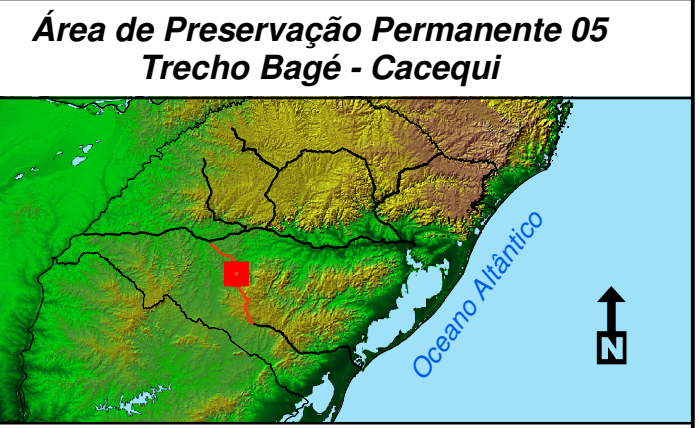 Área de Preservação Permanente 05
Trecho Bagé - Cacequi
Oceano Altântico
N